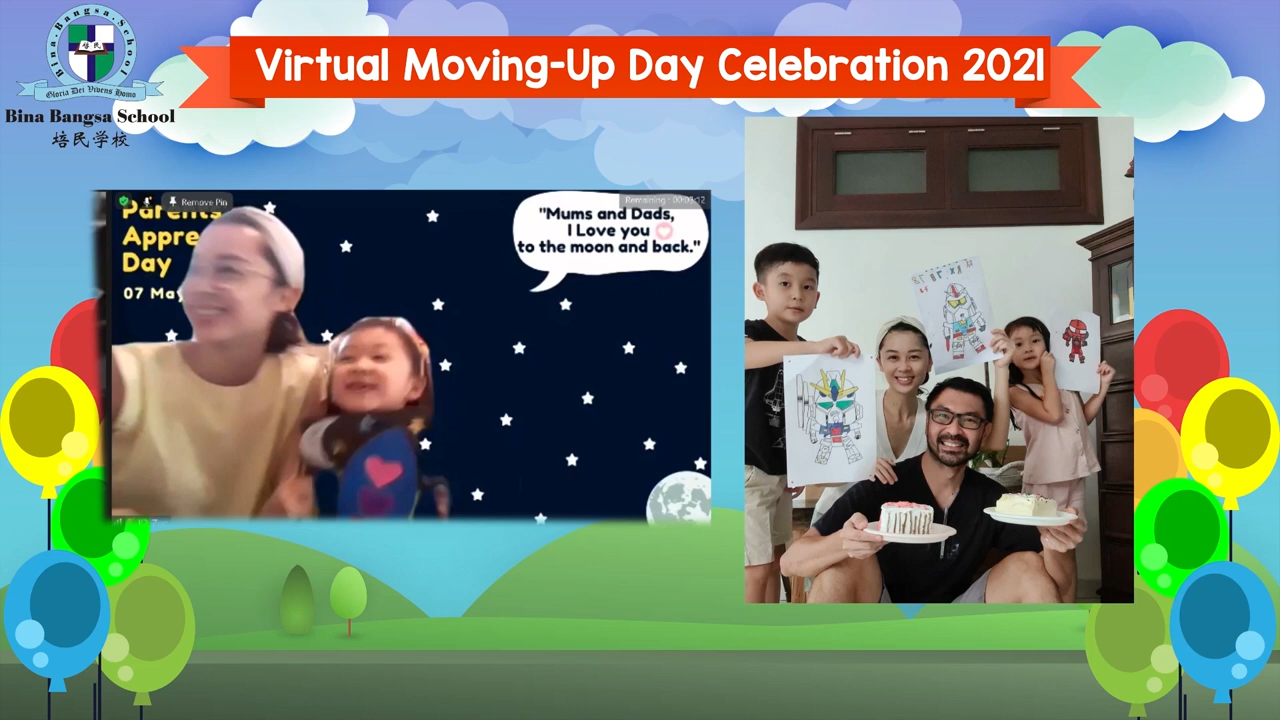 Bina Bangsa School
Gloria Dei Vivens Homo
Bina Bangsa School
培民学校
Virtual Moving-Up Day Celebration 2021
Remove Pin
Parents
Appre
Day
07 May
"Mums and Dads,
I Love you
to the moon and back."